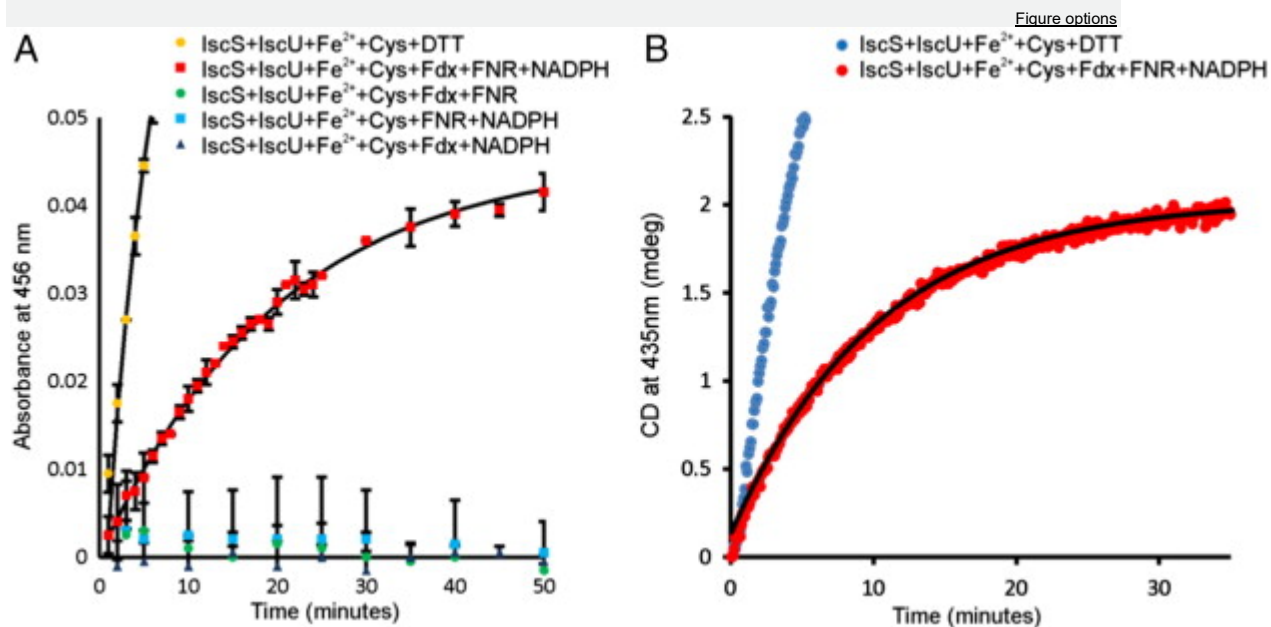 Figure options
A
IscS+IscU+Fe²⁺+Cys+DTT
IscS+IscU+Fe²⁺+Cys+Fdx+FNR+NADPH
IscS+IscU+Fe²⁺+Cys+Fdx+FNR
IscS+IscU+Fe²⁺+Cys+FNR+NADPH
IscS+IscU+Fe²⁺+Cys+Fdx+NADPH
Absorbance at 456 nm
0.05
0.04
0.03
0.02
0.01
0
0 10 20 30 40 50
Time (minutes)
B
IscS+IscU+Fe²⁺+Cys+DTT
IscS+IscU+Fe²⁺+Cys+Fdx+FNR+NADPH
CD at 435nm (mdeg)
2.5
2
1.5
1
0.5
0
0 10 20 30
Time (minutes)